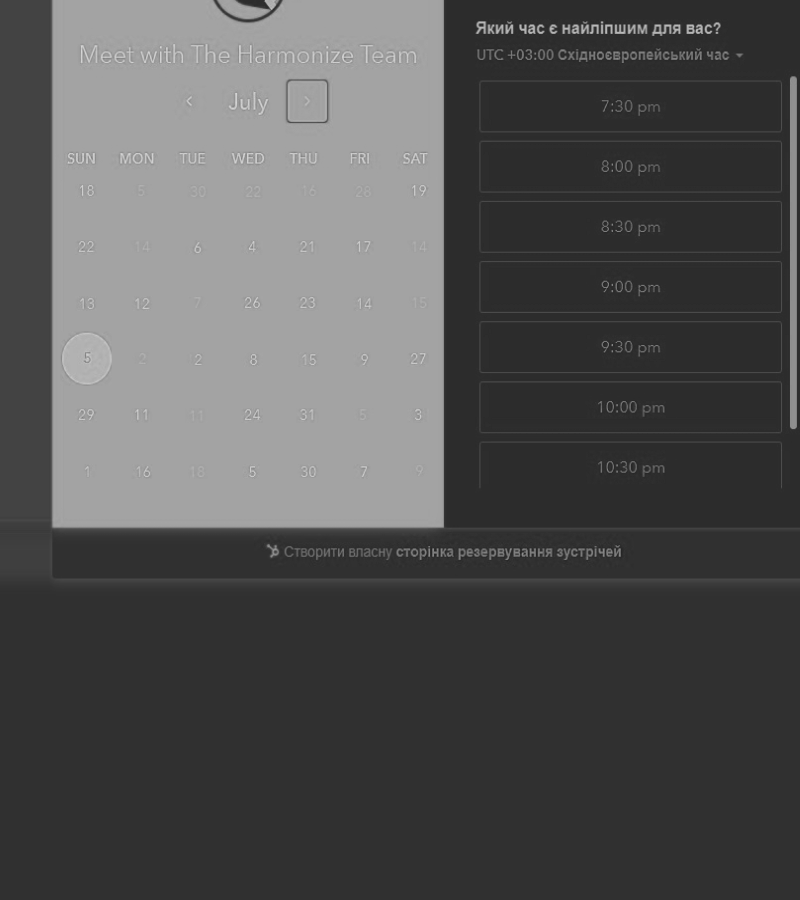 Meet with The Harmonize Team
July
SUN MON TUE WED THU FRI SAT
18 5 30 22 16 28 19
22 14 6 4 21 17 14
13 12 7 26 23 14 15
5 2 2 8 15 9 27
29 11 11 24 31 5 3
1 16 18 5 30 7 9
Який час є найліпшим для вас?
UTC +03:00 Східноєвропейський час
7:30 pm
8:00 pm
8:30 pm
9:00 pm
9:30 pm
10:00 pm
10:30 pm
Створити власну сторінка резервування зустрічей